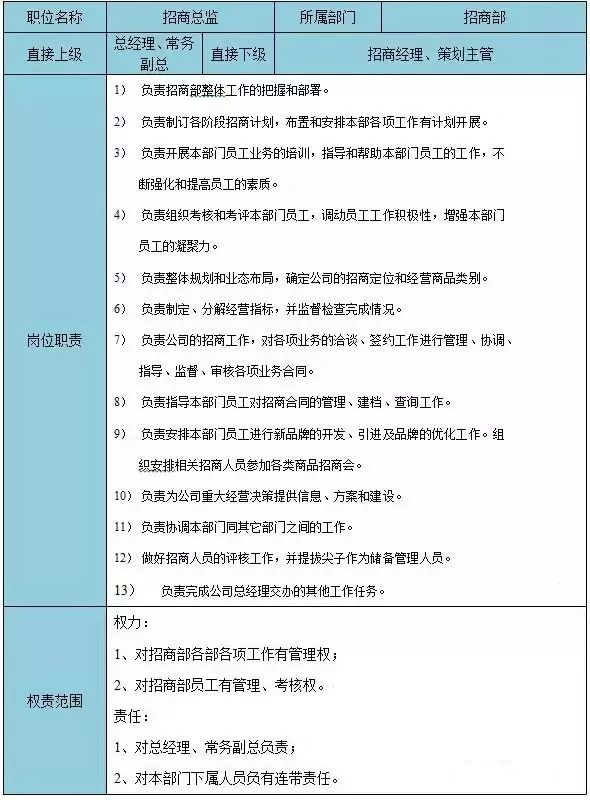 职位名称 招商总监 所属部门 招商部
直接上级 总经理、常务副总 直接下级 招商经理、策划主管
岗位职责
1） 负责招商部整体工作的把握和部署。
2） 负责制订各阶段招商计划，布置和安排本部各项工作有计划开展。
3） 负责开展本部门员工业务的培训，指导和帮助本部门员工的工作，不
断强化和提高员工的素质。
4） 负责组织考核和考评本部门员工，调动员工工作积极性，增强本部门
员工的凝聚力。
5） 负责整体规划和业态布局，确定公司的招商定位和经营商品类别。
6） 负责制定、分解经营指标，并监督检查完成情况。
7） 负责公司的招商工作，对各项业务的洽谈、签约工作进行管理、协调、
指导、监督、审核各项业务合同。
8） 负责指导本部门员工对招商合同的管理、建档、查询工作。
9） 负责安排本部门员工进行新品牌的开发、引进及品牌的优化工作。组
织安排相关招商人员参加各类商品招商会。
10） 负责为公司重大经营决策提供信息、方案和建设。
11） 负责协调本部门同其它部门之间的工作。
12） 做好招商人员的评核工作，并提拔尖子作为储备管理人员。
13） 负责完成公司总经理交办的其他工作任务。
权责范围
权力：
1、对招商部各部各项工作有管理权；
2、对招商部员工有管理、考核权。
责任：
1、对总经理、常务副总负责；
2、对本部门下属人员负有连带责任。